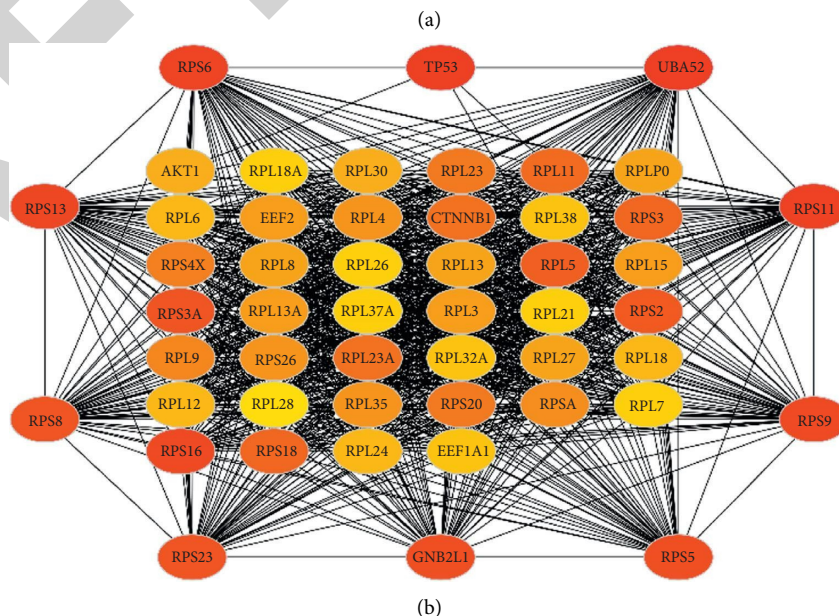 (a)
RPS6 TP53 UBA52
AKT1 RPL18A RPL30 RPL23 RPL11 RPLP0
RPS13 RPS11
RPL6 EEF2 RPL4 CTNNB1 RPL38 RPS3
RPS4X RPL8 RPL26 RPL13 RPL5 RPL15
RPS3A RPL13A RPL37A RPL3 RPL21 RPS2
RPL9 RPS26 RPL23A RPL32A RPL27 RPL18
RPL12 RPL28 RPL35 RPS20 RPSA RPL7
RPS8 RPS9
RPS16 RPS18 RPL24 EEF1A1
RPS23 GNB2L1 RPS5
(b)